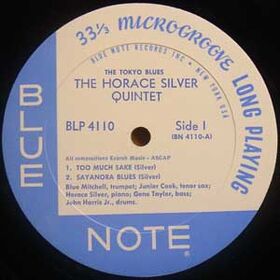 33⅓ MICROGROOVE LONG PLAYING
BLUE NOTE RECORDS INC • NEW YORK USA
THE TOKYO BLUES
THE HORACE SILVER
QUINTET
BLP 4110 Side 1
(BN 4110-A)
All compositions Ecaroh Music - ASCAP
1. TOO MUCH SAKE (Silver)
2. SAYANORA BLUES (Silver)
Blue Mitchell, trumpet; Junior Cook, tenor sax;
Horace Silver, piano; Gene Taylor, bass;
John Harris Jr., drums.
BLUE
NOTE